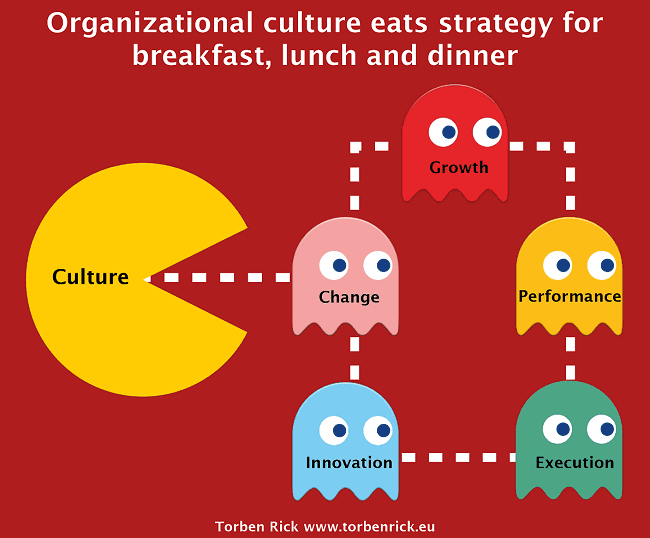 Organizational culture eats strategy for
breakfast, lunch and dinner
Growth
Culture
Change
Performance
Innovation
Execution
Torben Rick www.torbenrick.eu